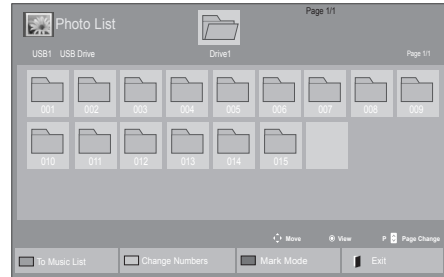 Page 1/1
Photo List
USB1 USB Drive Drive1 Page 1/1
001 002 003 004 005 006 007 008 009
010 011 012 013 014 015
Move View P Page Change
To Music List Change Numbers Mark Mode Exit